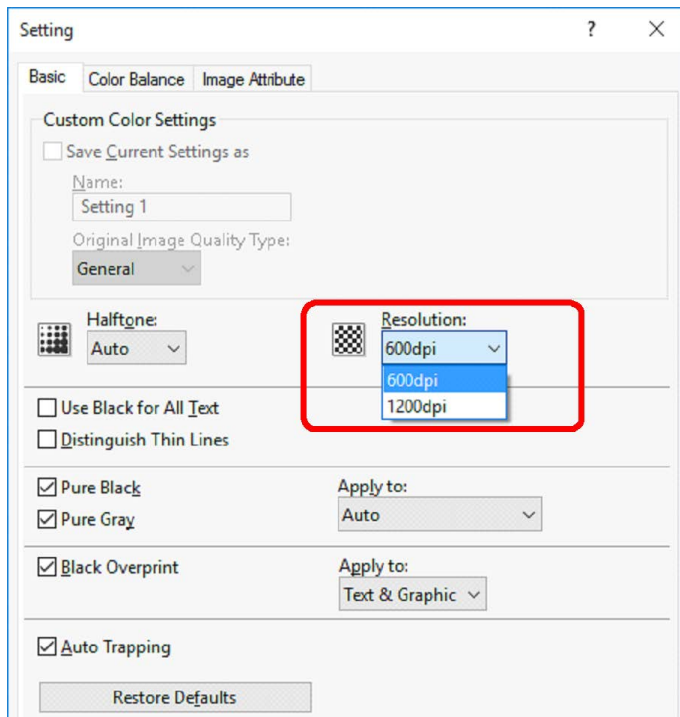 Setting ?
Basic Color Balance Image Attribute
Custom Color Settings
Save Current Settings as
Name:
Setting 1
Original Image Quality Type:
General
Halftone: Resolution:
Auto 600dpi
600dpi
1200dpi
Use Black for All Text
Distinguish Thin Lines
Pure Black Apply to:
Pure Gray Auto
Black Overprint Apply to:
Text & Graphic
Auto Trapping
Restore Defaults